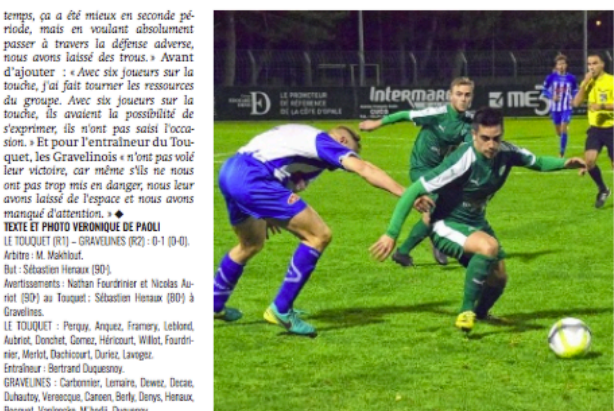 temps, ça a été mieux en seconde pé-
riode, mais en voulant absolument
passer à travers la défense adverse,
nous avons laissé des trous. » Avant
d'ajouter : « Avec six joueurs sur la
touche, j'ai fait tourner les ressources
du groupe. Avec six joueurs sur la
touche, ils avaient la possibilité de
s'exprimer, ils n'ont pas saisi l'occa-
sion. » Et pour l'entraîneur du Tou-
quet, les Gravelinois « n'ont pas volé
leur victoire, car même s'ils ne nous
ont pas trop mis en danger, nous leur
avons laissé de l'espace et nous avons
manqué d'attention. » ◆
TEXTE ET PHOTO VERONIQUE DE PAOLI
LE TOUQUET (R1) – GRAVELINES (R2) : 0-1 (0-0).
Arbitre : M. Makhlouf.
But : Sébastien Henaux (90ᵉ).
Avertissements : Nathan Fourdrinier et Nicolas Au-
riot (90ᵉ) au Touquet ; Sébastien Henaux (80ᵉ) à
Gravelines.
LE TOUQUET : Perquy, Anquez, Framery, Leblond,
Aubriot, Donchet, Gomez, Héricourt, Willot, Fourdri-
nier, Merlot, Dachicourt, Duriez, Lavogez.
Entraîneur : Bertrand Duquesnoy.
GRAVELINES : Carbonnier, Lemaire, Dewez, Decae,
Duhautoy, Vereecque, Canoen, Berly, Denys, Henaux,
LE PROMOTEUR
DE RÉFÉRENCE
DE LA CÔTE D'OPALE
Intermarché
ME